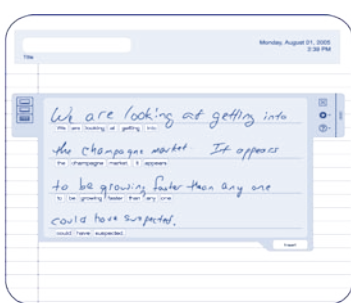 Monday, August 01, 2005
2:38 PM
Title
We are looking at getting into
We are looking at getting into
the champagne market. It appears
the champagne market. It appears
to be growing faster than any one
to be growing faster than any one
could have suspected.
could have suspected.
Insert